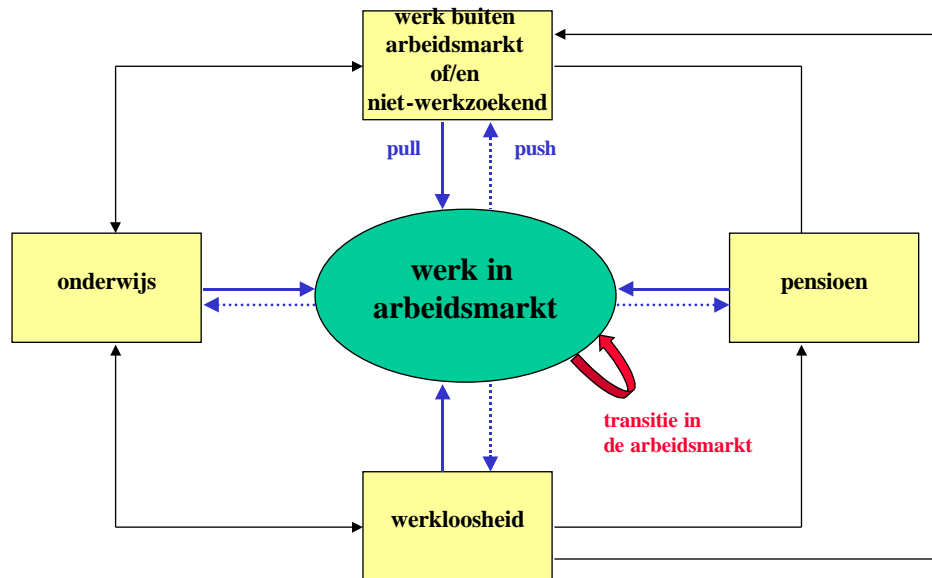 werk buiten
arbeidsmarkt
of/en
niet-werkzoekend
pull
push
onderwijs
werk in
arbeidsmarkt
pensioen
transitie in
de arbeidsmarkt
werkloosheid